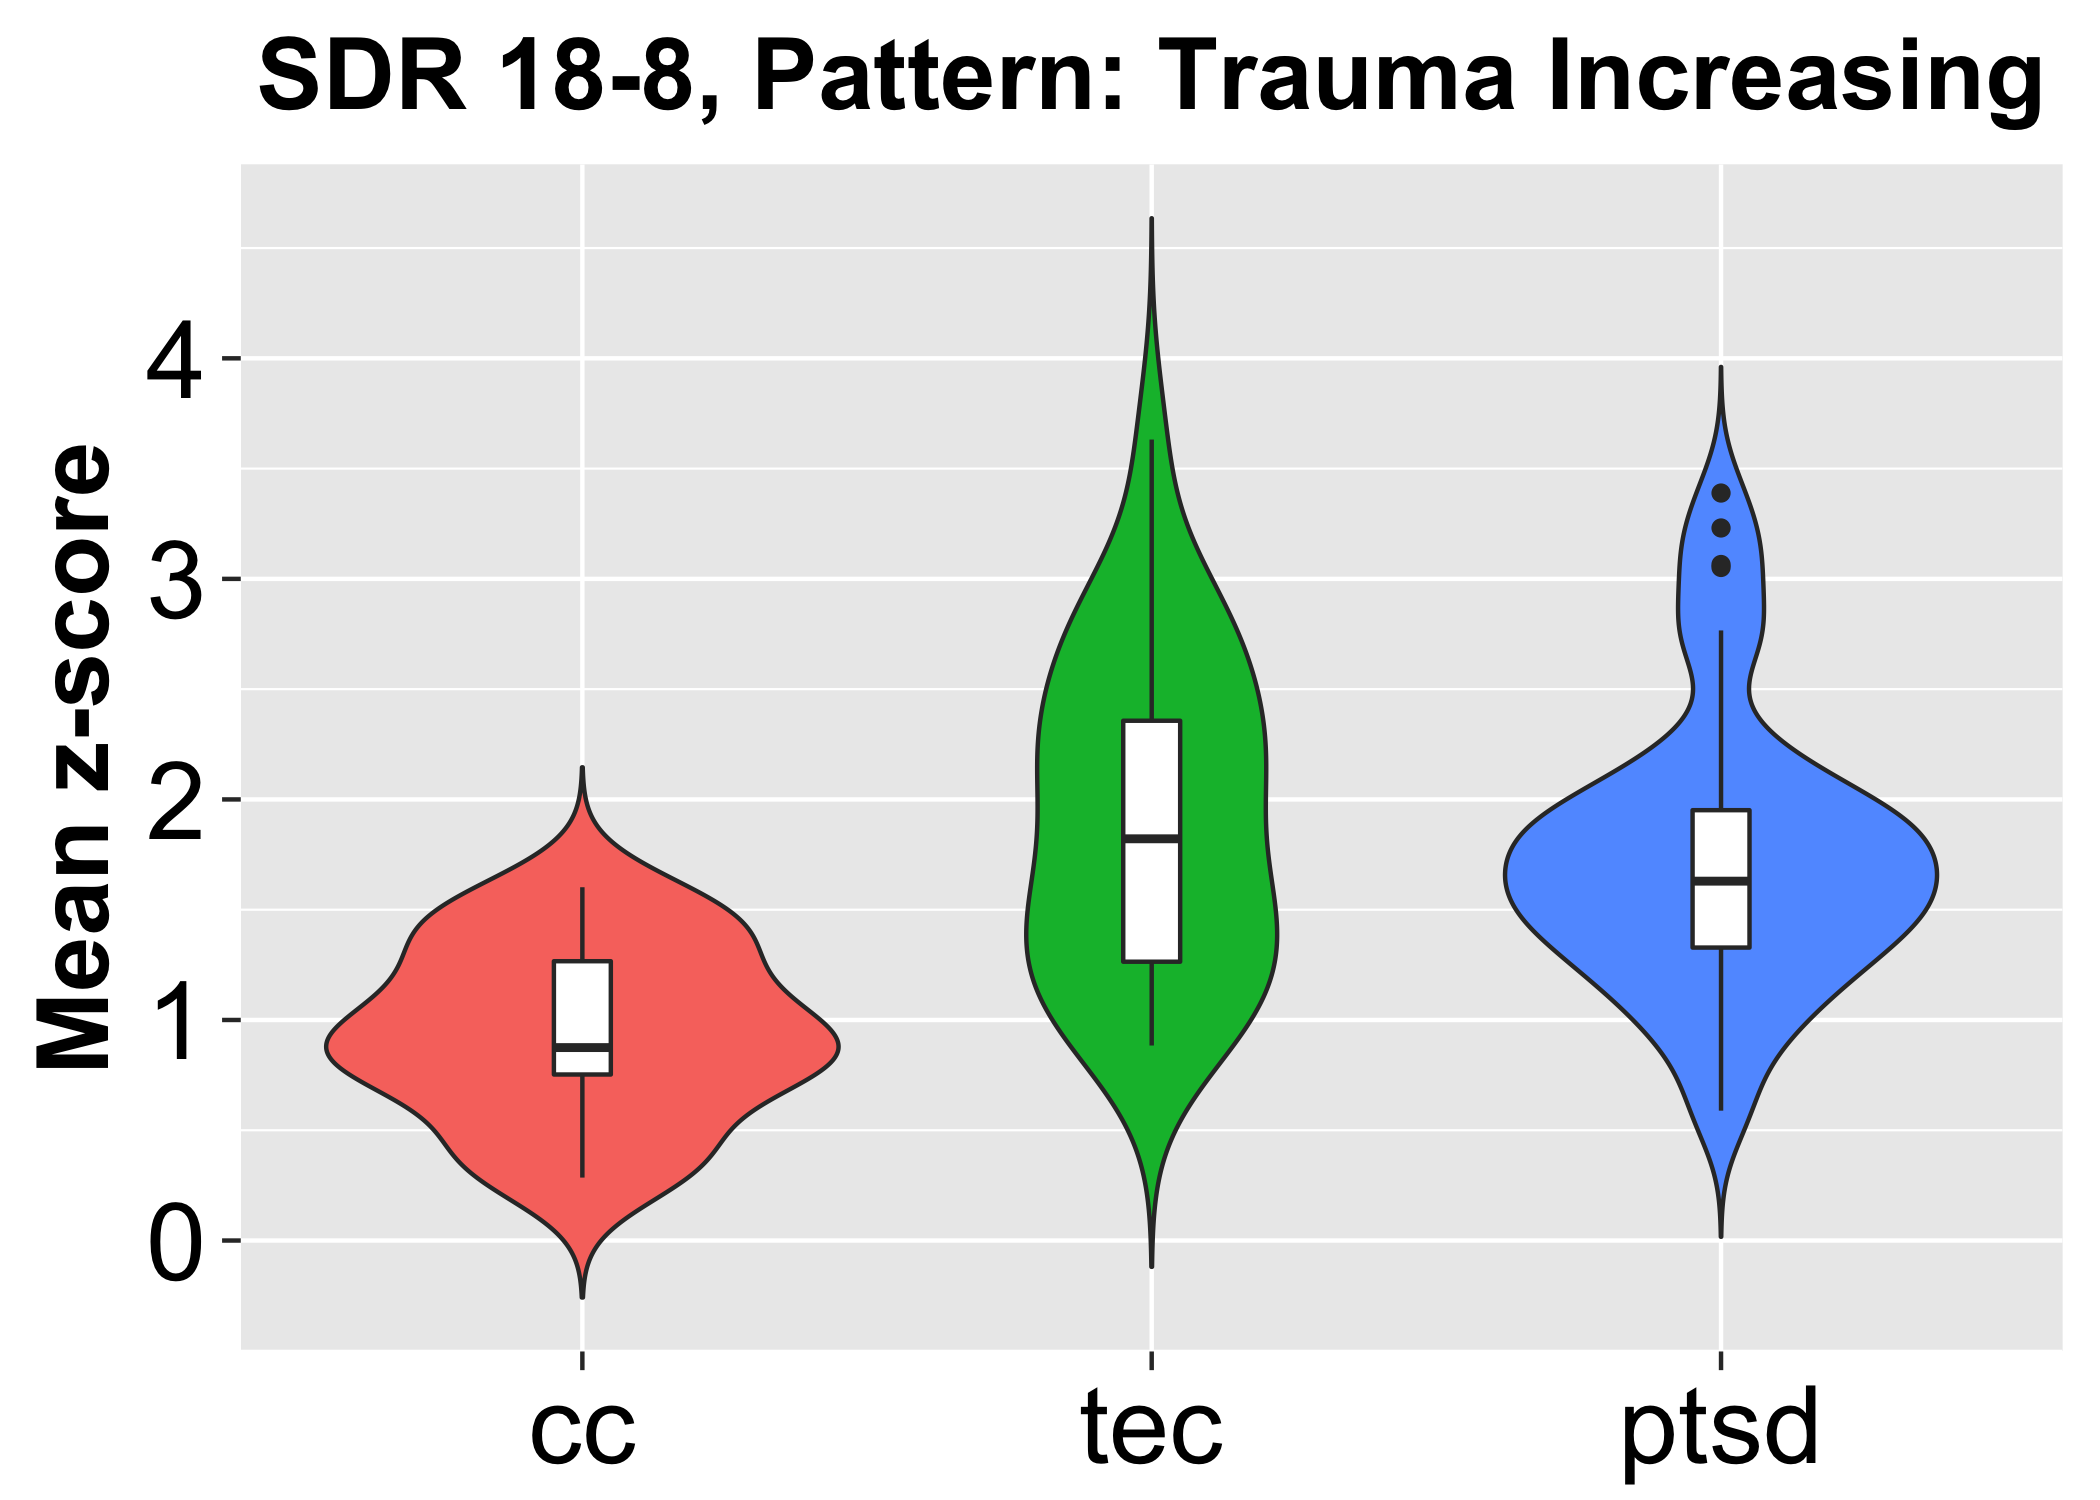 SDR 18-8, Pattern: Trauma Increasing
Mean z-score
4
3
2
1
0
cc
tec
ptsd